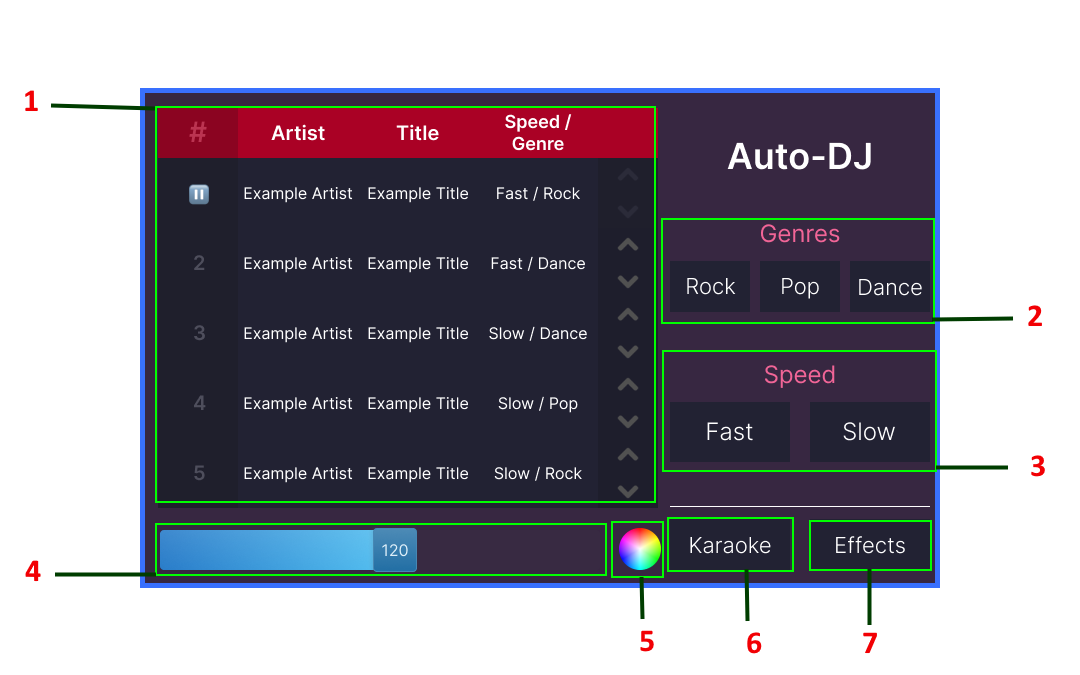 1
# Artist Title Speed /
Genre
Auto-DJ
Example Artist Example Title Fast / Rock
2 Example Artist Example Title Fast / Dance
3 Example Artist Example Title Slow / Dance
4 Example Artist Example Title Slow / Pop
5 Example Artist Example Title Slow / Rock
Genres
Rock Pop Dance
2
Speed
Fast Slow
3
120
Karaoke Effects
4
5
6
7